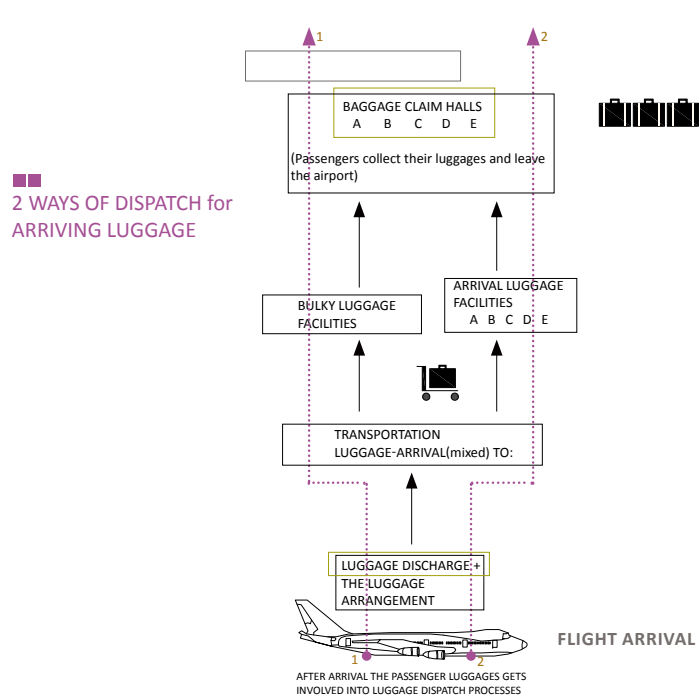 1
2
BAGGAGE CLAIM HALLS
A B C D E
(Passengers collect their luggages and leave
the airport)
2 WAYS OF DISPATCH for
ARRIVING LUGGAGE
BULKY LUGGAGE
FACILITIES
ARRIVAL LUGGAGE
FACILITIES
A B C D E
TRANSPORTATION
LUGGAGE-ARRIVAL(mixed) TO:
LUGGAGE DISCHARGE +
THE LUGGAGE
ARRANGEMENT
FLIGHT ARRIVAL
1
2
AFTER ARRIVAL THE PASSENGER LUGGAGES GETS
INVOLVED INTO LUGGAGE DISPATCH PROCESSES